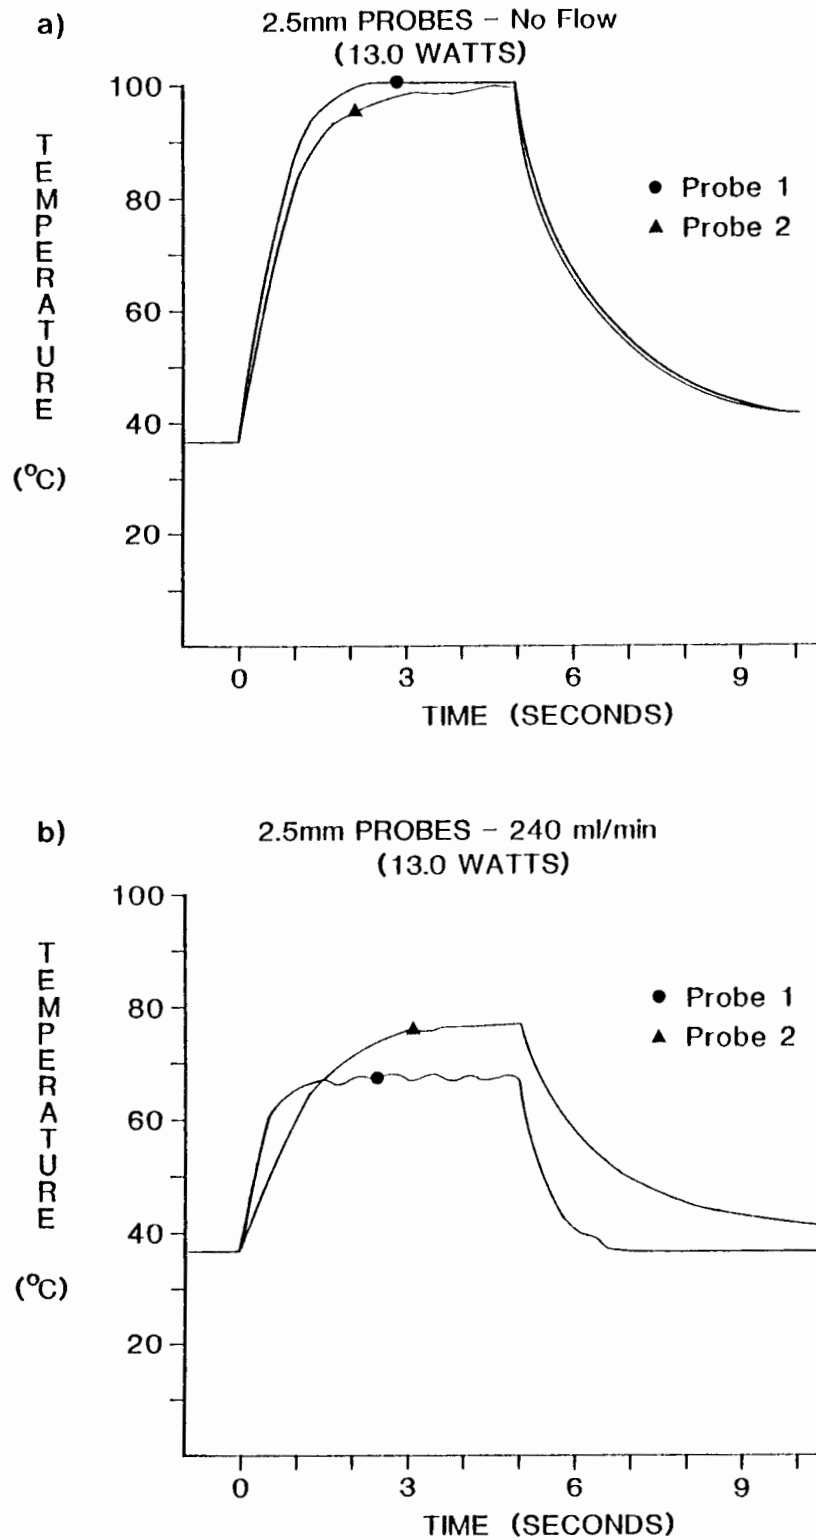 a)
2.5mm PROBES - No Flow
(13.0 WATTS)
TEMPERATURE
(°C)
100
80
60
40
20
● Probe 1
▲ Probe 2
0 3 6 9
TIME (SECONDS)
b)
2.5mm PROBES - 240 ml/min
(13.0 WATTS)
TEMPERATURE
(°C)
100
80
60
40
20
● Probe 1
▲ Probe 2
0 3 6 9
TIME (SECONDS)